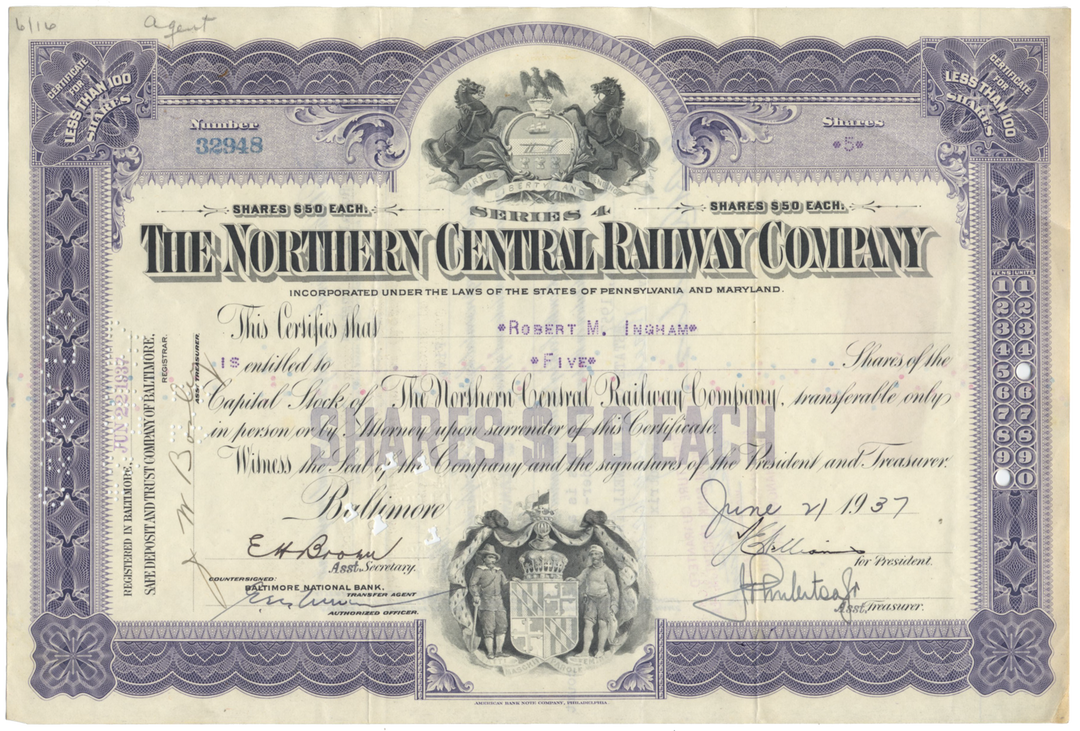 6/16
agent
CERTIFICATE FOR LESS THAN 100 SHARES
CERTIFICATE FOR LESS THAN 100 SHARES
Number
32948
Shares
*5*
LIBERTY AND
SHARES $50 EACH.
SERIES 4
SHARES $50 EACH.
THE NORTHERN CENTRAL RAILWAY COMPANY
INCORPORATED UNDER THE LAWS OF THE STATES OF PENNSYLVANIA AND MARYLAND.
This Certifies that *ROBERT M. INGHAM*
IS entitled to *FIVE* Shares of the
Capital Stock of The Northern Central Railway Company, transferable only
in person or by Attorney upon surrender of this Certificate.
SHARES $50 EACH
Witness the Seal of the Company and the signatures of the President and Treasurer.
Baltimore June 21 1937
E H Brown
Asst. Secretary.
for President.
Asst. Treasurer.
COUNTERSIGNED:
BALTIMORE NATIONAL BANK,
TRANSFER AGENT
AUTHORIZED OFFICER.
REGISTERED IN BALTIMORE, JUN 22 1937
SAFE DEPOSIT AND TRUST COMPANY OF BALTIMORE,
REGISTRAR.
ASST TREASURER.
TENS UNITS
1 1
2 2
3 3
4 4
5
6 6
7 7
8 8
9 9
0
AMERICAN BANK NOTE COMPANY, PHILADELPHIA.